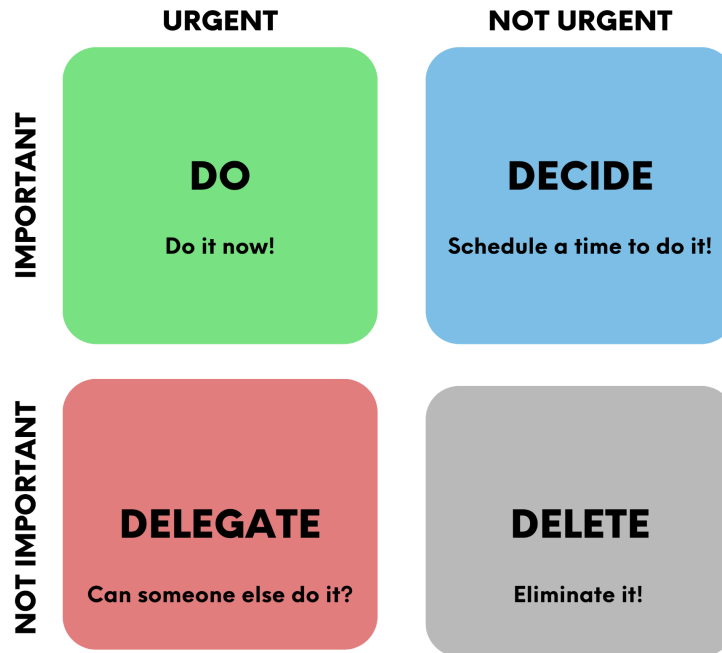 URGENT
NOT URGENT
IMPORTANT
DO
Do it now!
DECIDE
Schedule a time to do it!
NOT IMPORTANT
DELEGATE
Can someone else do it?
DELETE
Eliminate it!